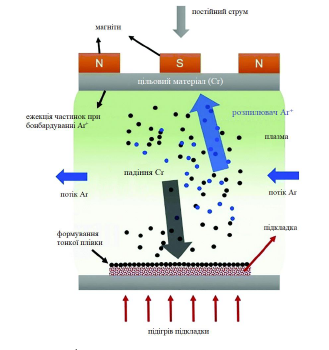 постійний струм
магніти
N
S
N
цільовий материал (Cr)
ежекція частинок при
бомбардуванні Ar⁺
розпилювач Ar⁺
плазма
падіння Cr
потік Ar
потік Ar
формування
тонкої плівки
підкладка
підігрів підкладки